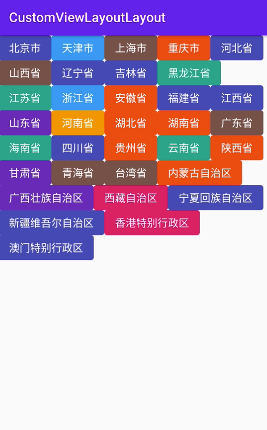 CustomViewLayoutLayout
北京市 天津市 上海市 重庆市 河北省
山西省 辽宁省 吉林省 黑龙江省
江苏省 浙江省 安徽省 福建省 江西省
山东省 河南省 湖北省 湖南省 广东省
海南省 四川省 贵州省 云南省 陕西省
甘肃省 青海省 台湾省 内蒙古自治区
广西壮族自治区 西藏自治区 宁夏回族自治区
新疆维吾尔自治区 香港特别行政区
澳门特别行政区